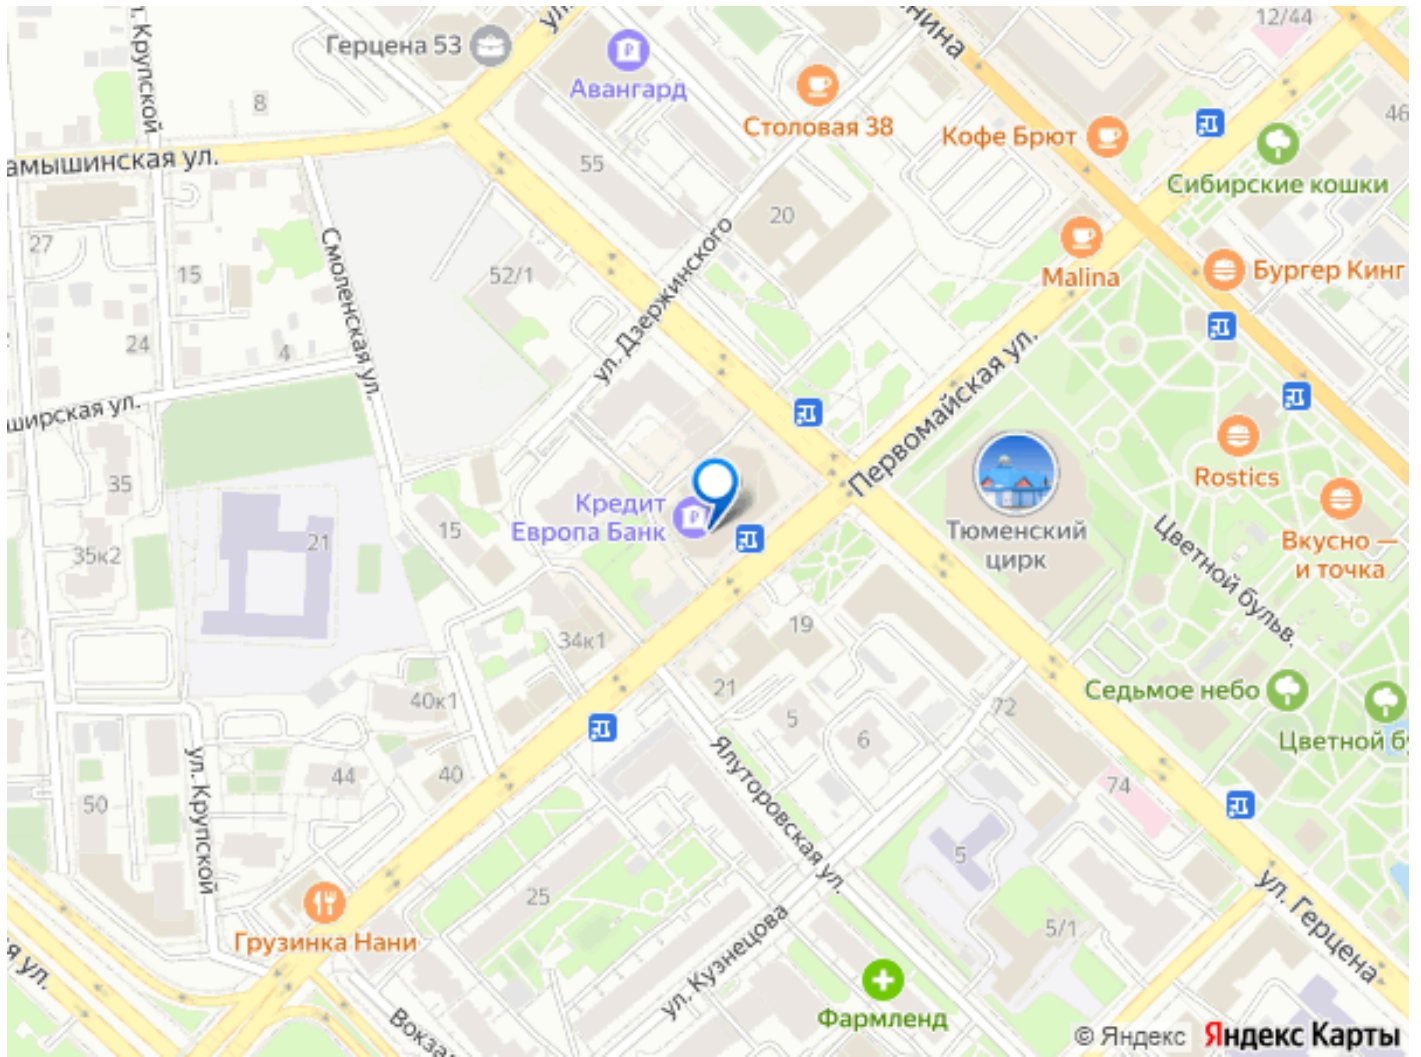 12/44
ул. Крупской
Герцена 53
Авангард
Столовая 38
Кофе Брют
46
8
амышинская ул.
55
Сибирские кошки
20
27
15
Смоленская ул.
52/1
ул. Дзержинского
Malina
Бургер Кинг
24
4
ширская ул.
Первомайская ул.
35
Rostics
Кредит
Европа Банк
Тюменский
цирк
Цветной бульв.
Вкусно —
и точка
15
21
35к2
34к1
19
21
40к1
5
6
72
Седьмое небо
Цветной б
ул. Крупской
44
40
50
Ялуторовская ул.
74
5
25
ул. Герцена
Грузинка Нани
ул. Кузнецова
5/1
я ул.
Вокза
Фармленд
© Яндекс Яндекс Карты